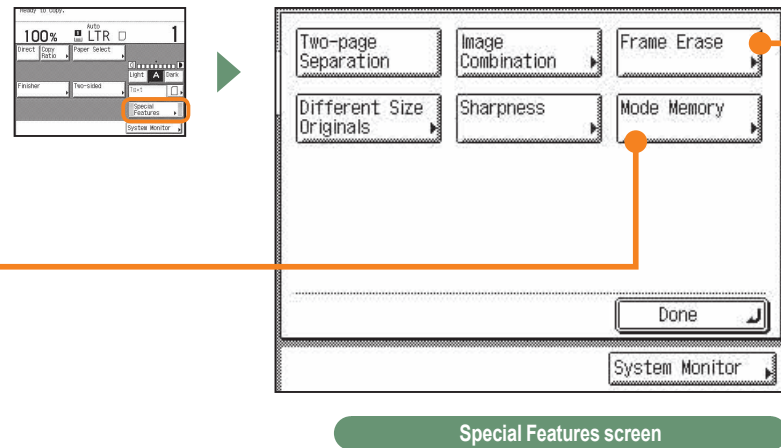 Ready to copy.
100%
Auto
LTR
1
Direct
Copy
Ratio
Paper Select
Light
A
Dark
Finisher
Two-sided
Special
Features
System Monitor
Two-page
Separation
Image
Combination
Frame Erase
Different Size
Originals
Sharpness
Mode Memory
Done
System Monitor
Special Features screen